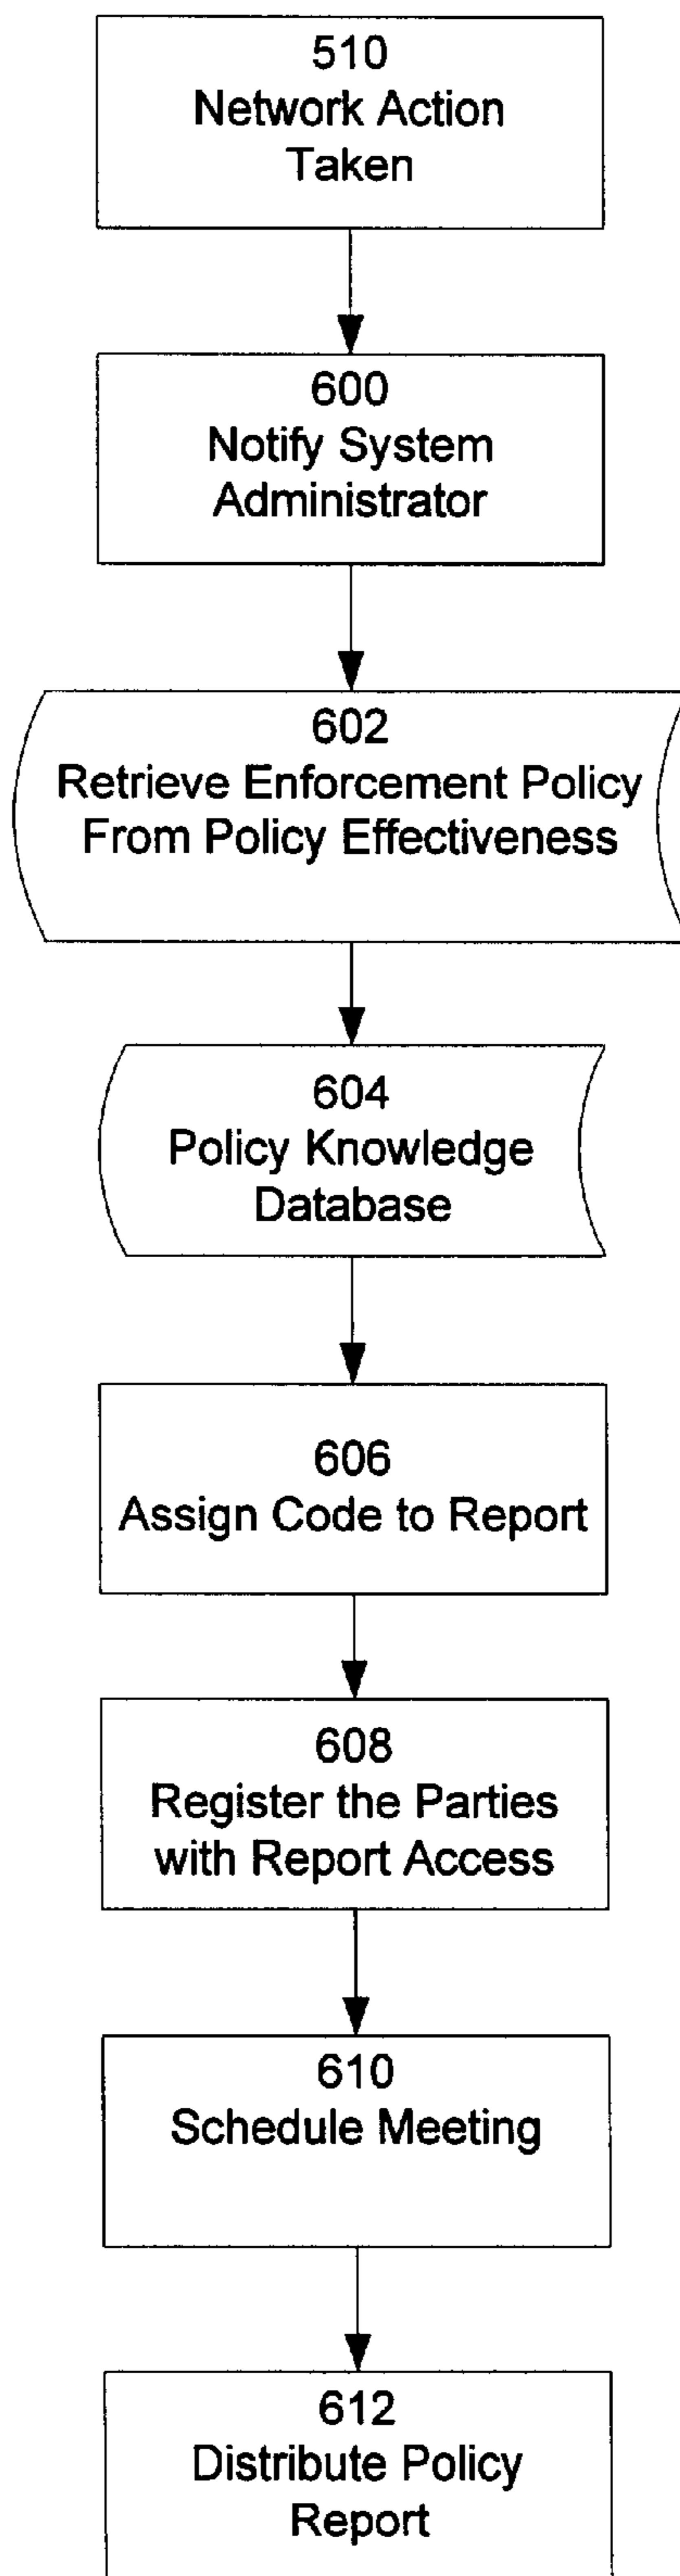 510
Network Action
Taken
600
Notify System
Administrator
602
Retrieve Enforcement Policy
From Policy Effectiveness
604
Policy Knowledge
Database
606
Assign Code to Report
608
Register the Parties
with Report Access
610
Schedule Meeting
612
Distribute Policy
Report